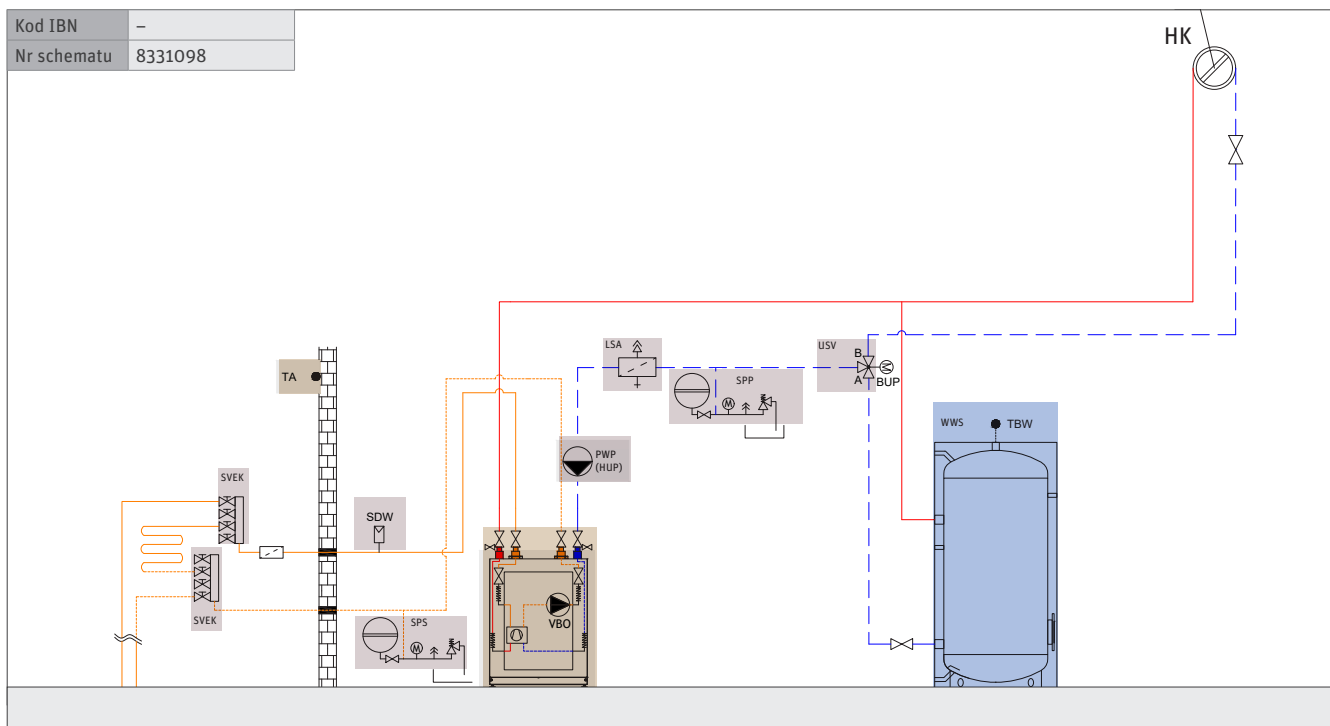 Kod IBN –
Nr schematu 8331098
HK
LSA
USV
B
A
M
BUP
TA
SPP
M
WWS
TBW
PWP
(HUP)
SVEK
SDW
SVEK
SPS
M
VBO